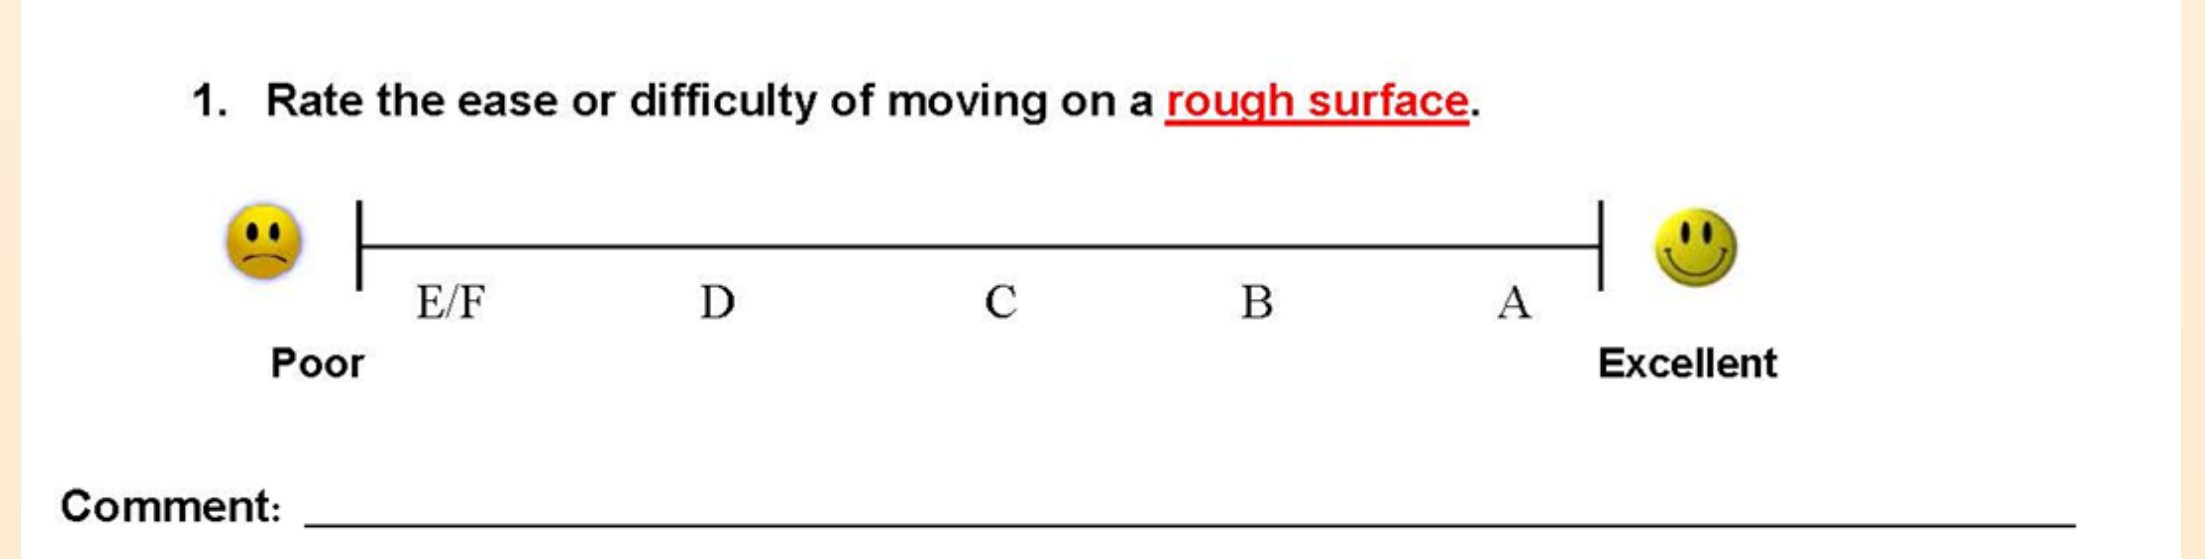 1. Rate the ease or difficulty of moving on a rough surface.
E/F D C B A
Poor Excellent
Comment: